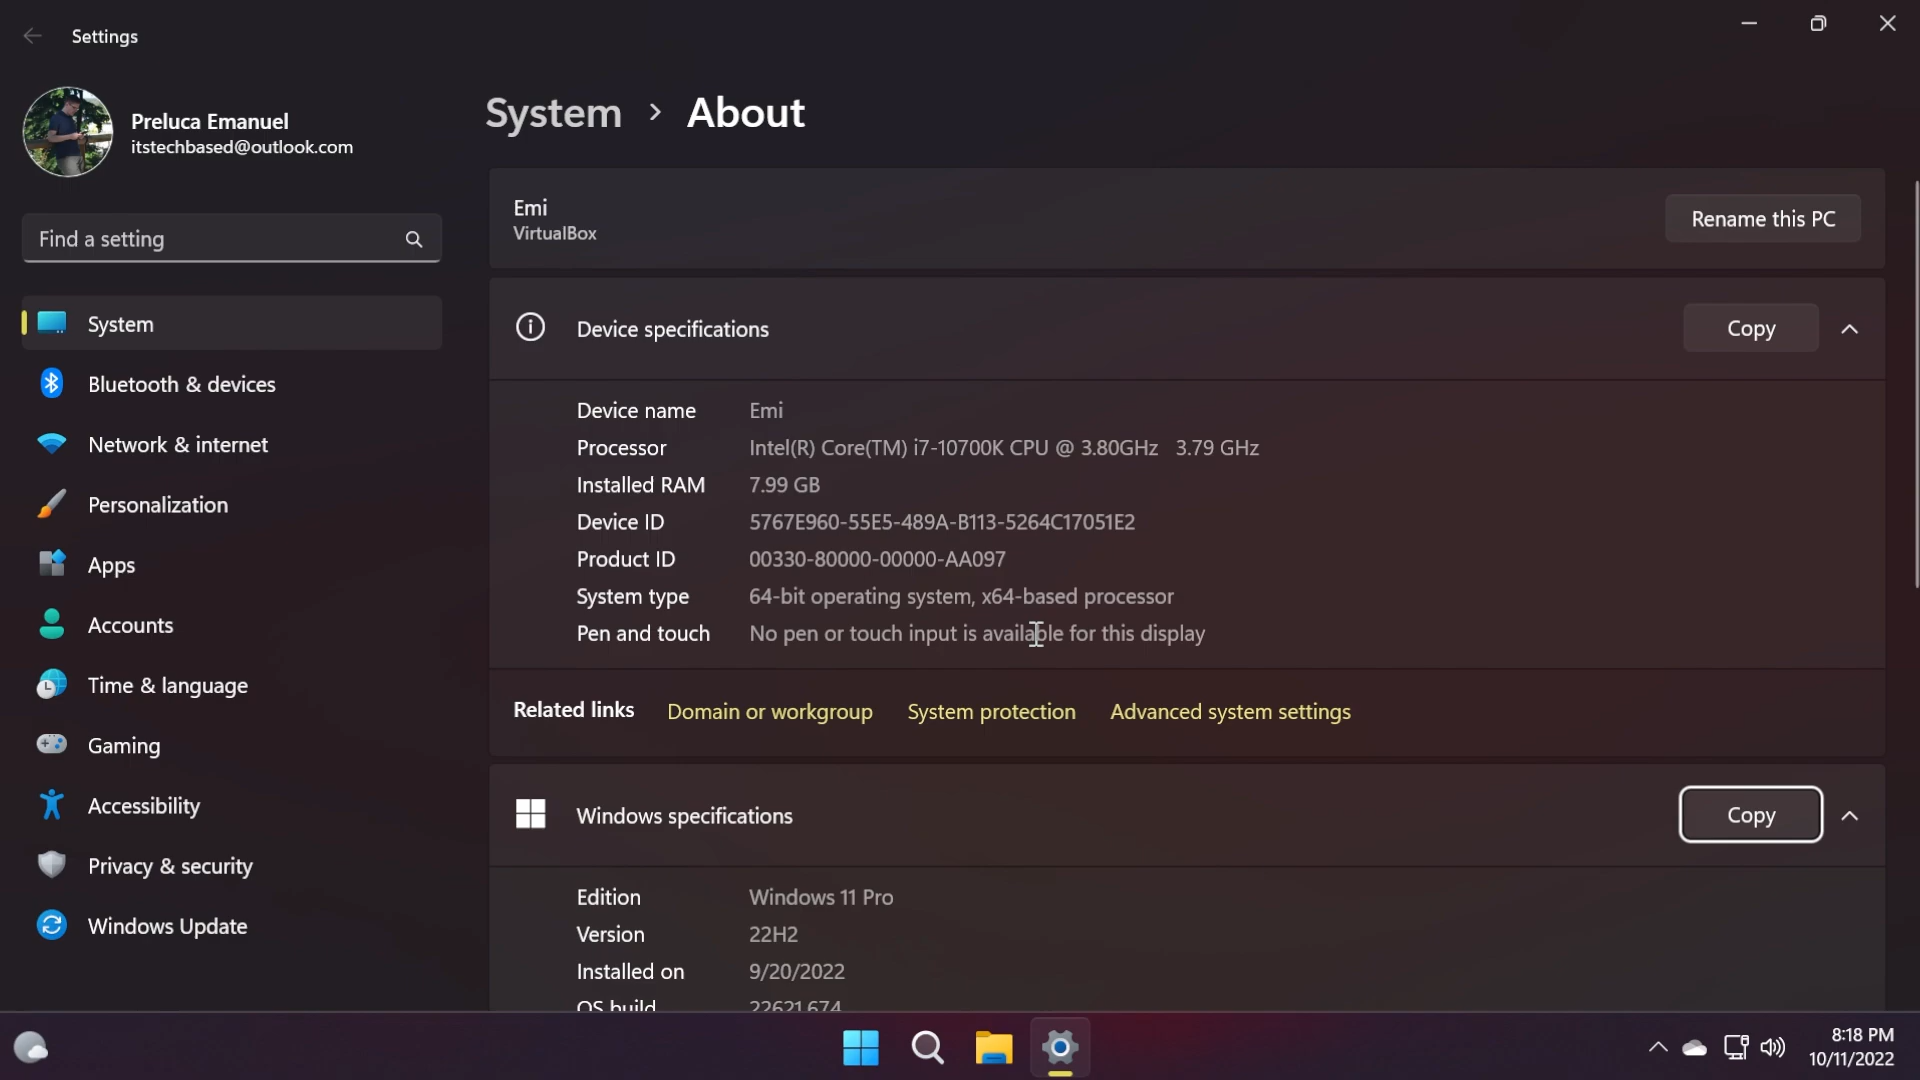 Settings
Preluca Emanuel
itstechbased@outlook.com
Find a setting
System
Bluetooth & devices
Network & internet
Personalization
Apps
Accounts
Time & language
Gaming
Accessibility
Privacy & security
Windows Update
System > About
Emi
VirtualBox
Rename this PC
Device specifications
Copy
Device name Emi
Processor Intel(R) Core(TM) i7-10700K CPU @ 3.80GHz 3.79 GHz
Installed RAM 7.99 GB
Device ID 5767E960-55E5-489A-B113-5264C17051E2
Product ID 00330-80000-00000-AA097
System type 64-bit operating system, x64-based processor
Pen and touch No pen or touch input is available for this display
Related links Domain or workgroup System protection Advanced system settings
Windows specifications
Copy
Edition Windows 11 Pro
Version 22H2
Installed on 9/20/2022
OS build 22621.674
8:18 PM
10/11/2022